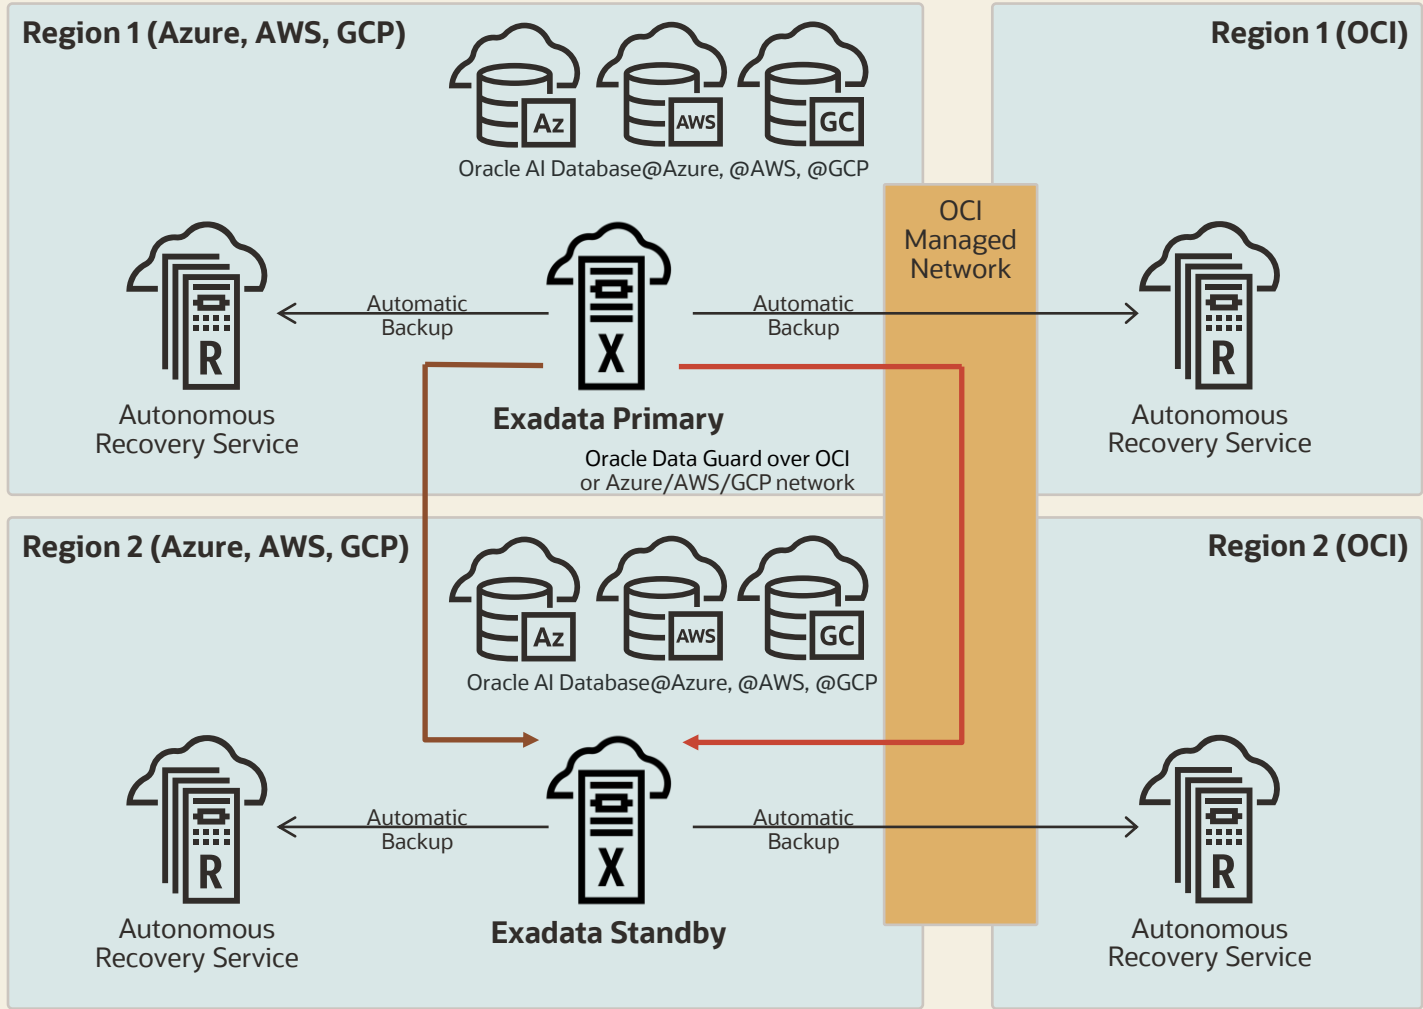 Region 1 (Azure, AWS, GCP)
Region 1 (OCI)
Az
AWS
GC
Oracle AI Database@Azure, @AWS, @GCP
OCI
Managed
Network
Automatic
Backup
Automatic
Backup
R
X
R
Autonomous
Recovery Service
Exadata Primary
Autonomous
Recovery Service
Oracle Data Guard over OCI
or Azure/AWS/GCP network
Region 2 (Azure, AWS, GCP)
Region 2 (OCI)
Az
AWS
GC
Oracle AI Database@Azure, @AWS, @GCP
Automatic
Backup
Automatic
Backup
R
X
R
Autonomous
Recovery Service
Exadata Standby
Autonomous
Recovery Service